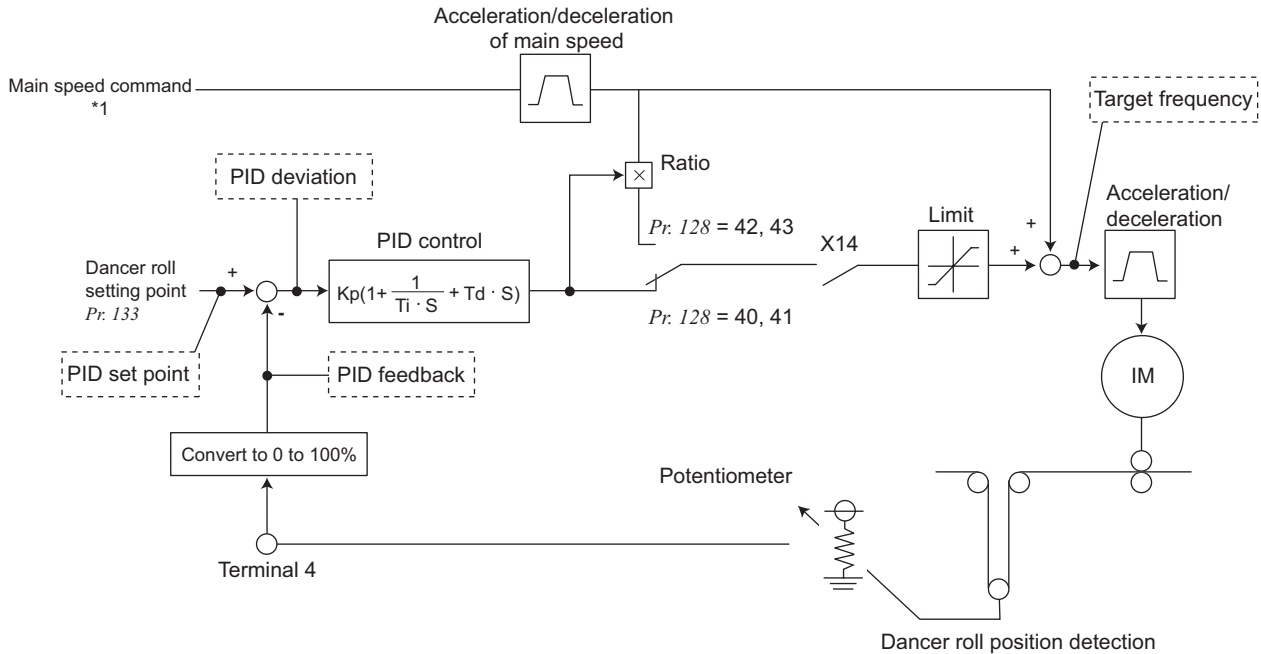 Acceleration/deceleration
of main speed
Main speed command
*1
Target frequency
PID deviation
Ratio
×
Acceleration/
deceleration
PID control
Pr. 128 = 42, 43
X14
Limit
+
+
Dancer roll
setting point
Pr. 133
+
-
Kp(1+ 1/(Ti · S) + Td · S)
Pr. 128 = 40, 41
PID set point
PID feedback
IM
Convert to 0 to 100%
Potentiometer
Terminal 4
Dancer roll position detection